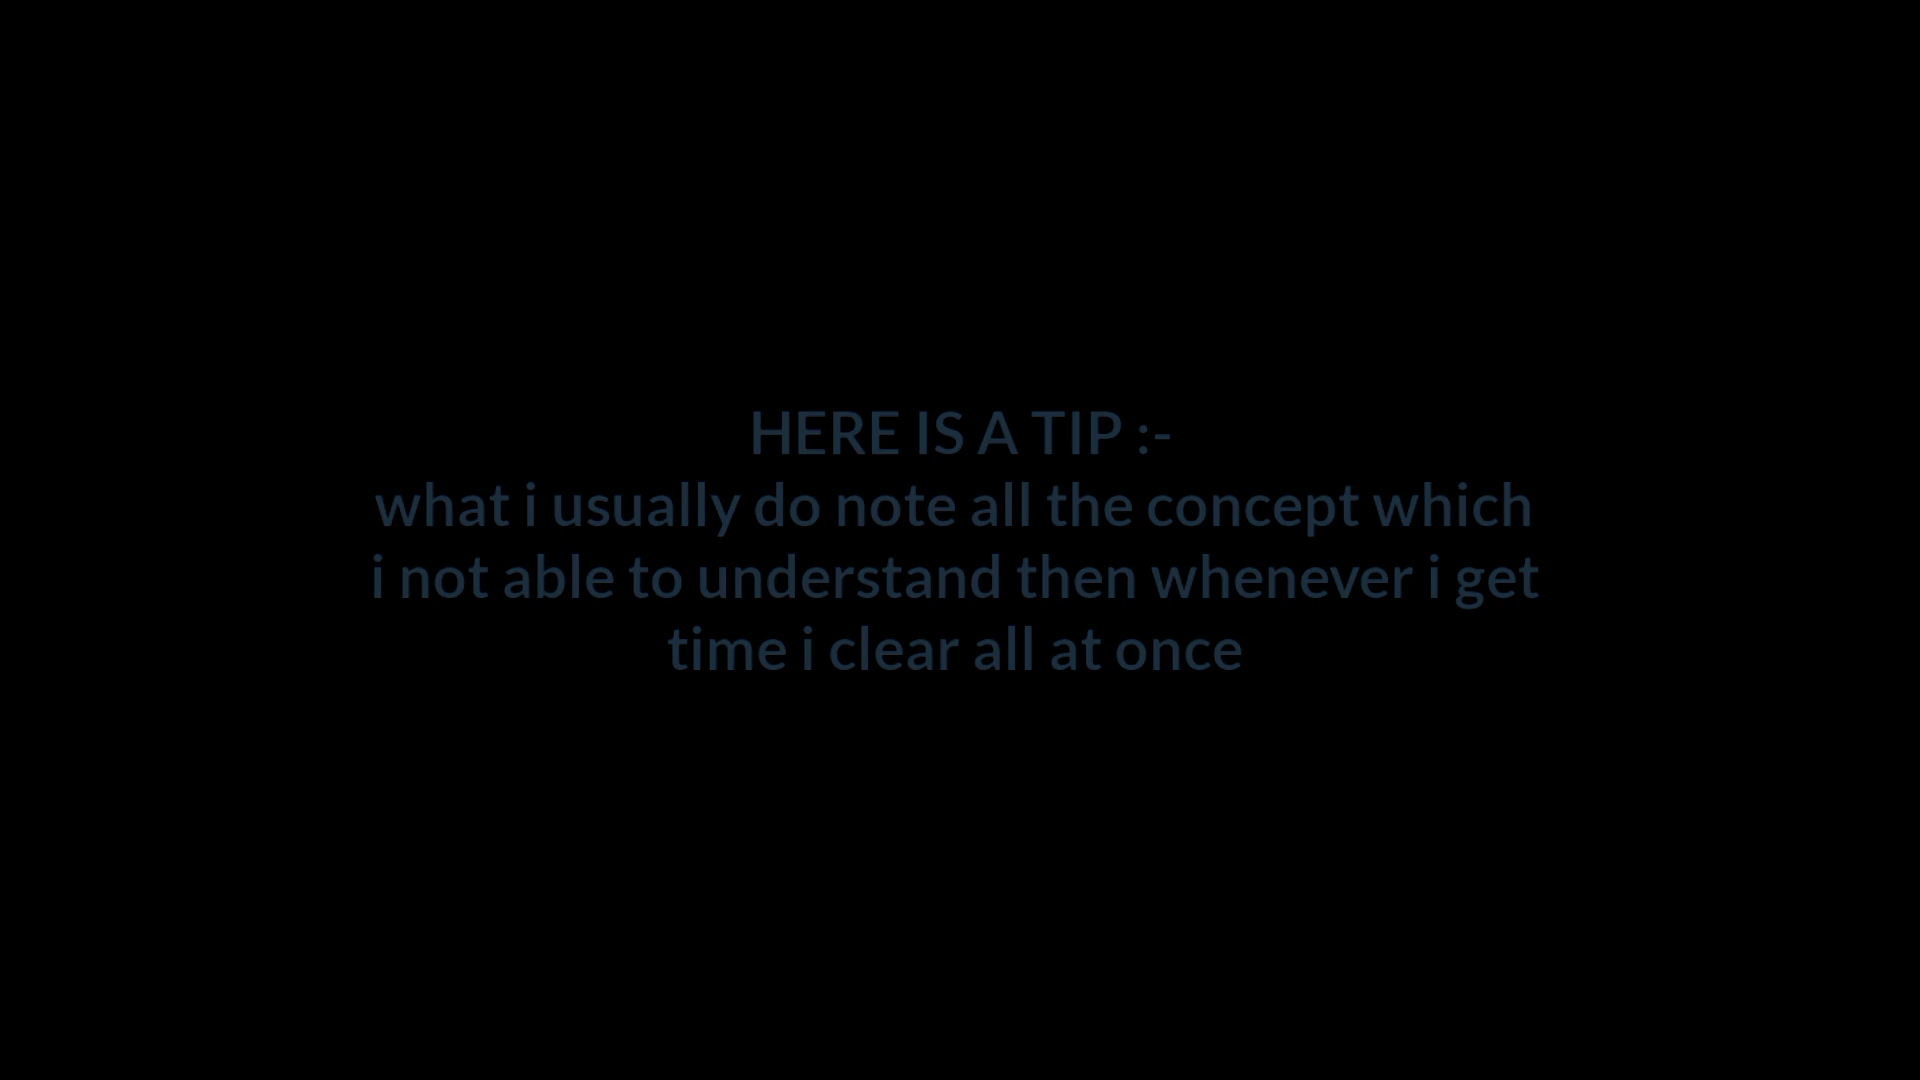 HERE IS A TIP :-
what i usually do note all the concept which
i not able to understand then whenever i get
time i clear all at once